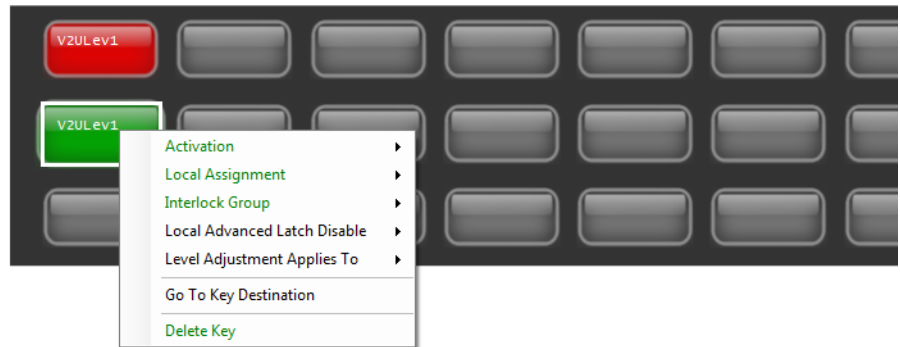 V2ULev1
V2ULev1
Activation
Local Assignment
Interlock Group
Local Advanced Latch Disable
Level Adjustment Applies To
Go To Key Destination
Delete Key